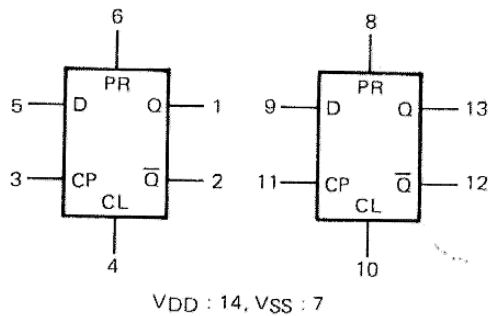 6 8
PR PR
5 D Q 1 9 D Q 13
3 CP Q̅ 2 11 CP Q̅ 12
CL CL
4 10
VDD : 14, VSS : 7